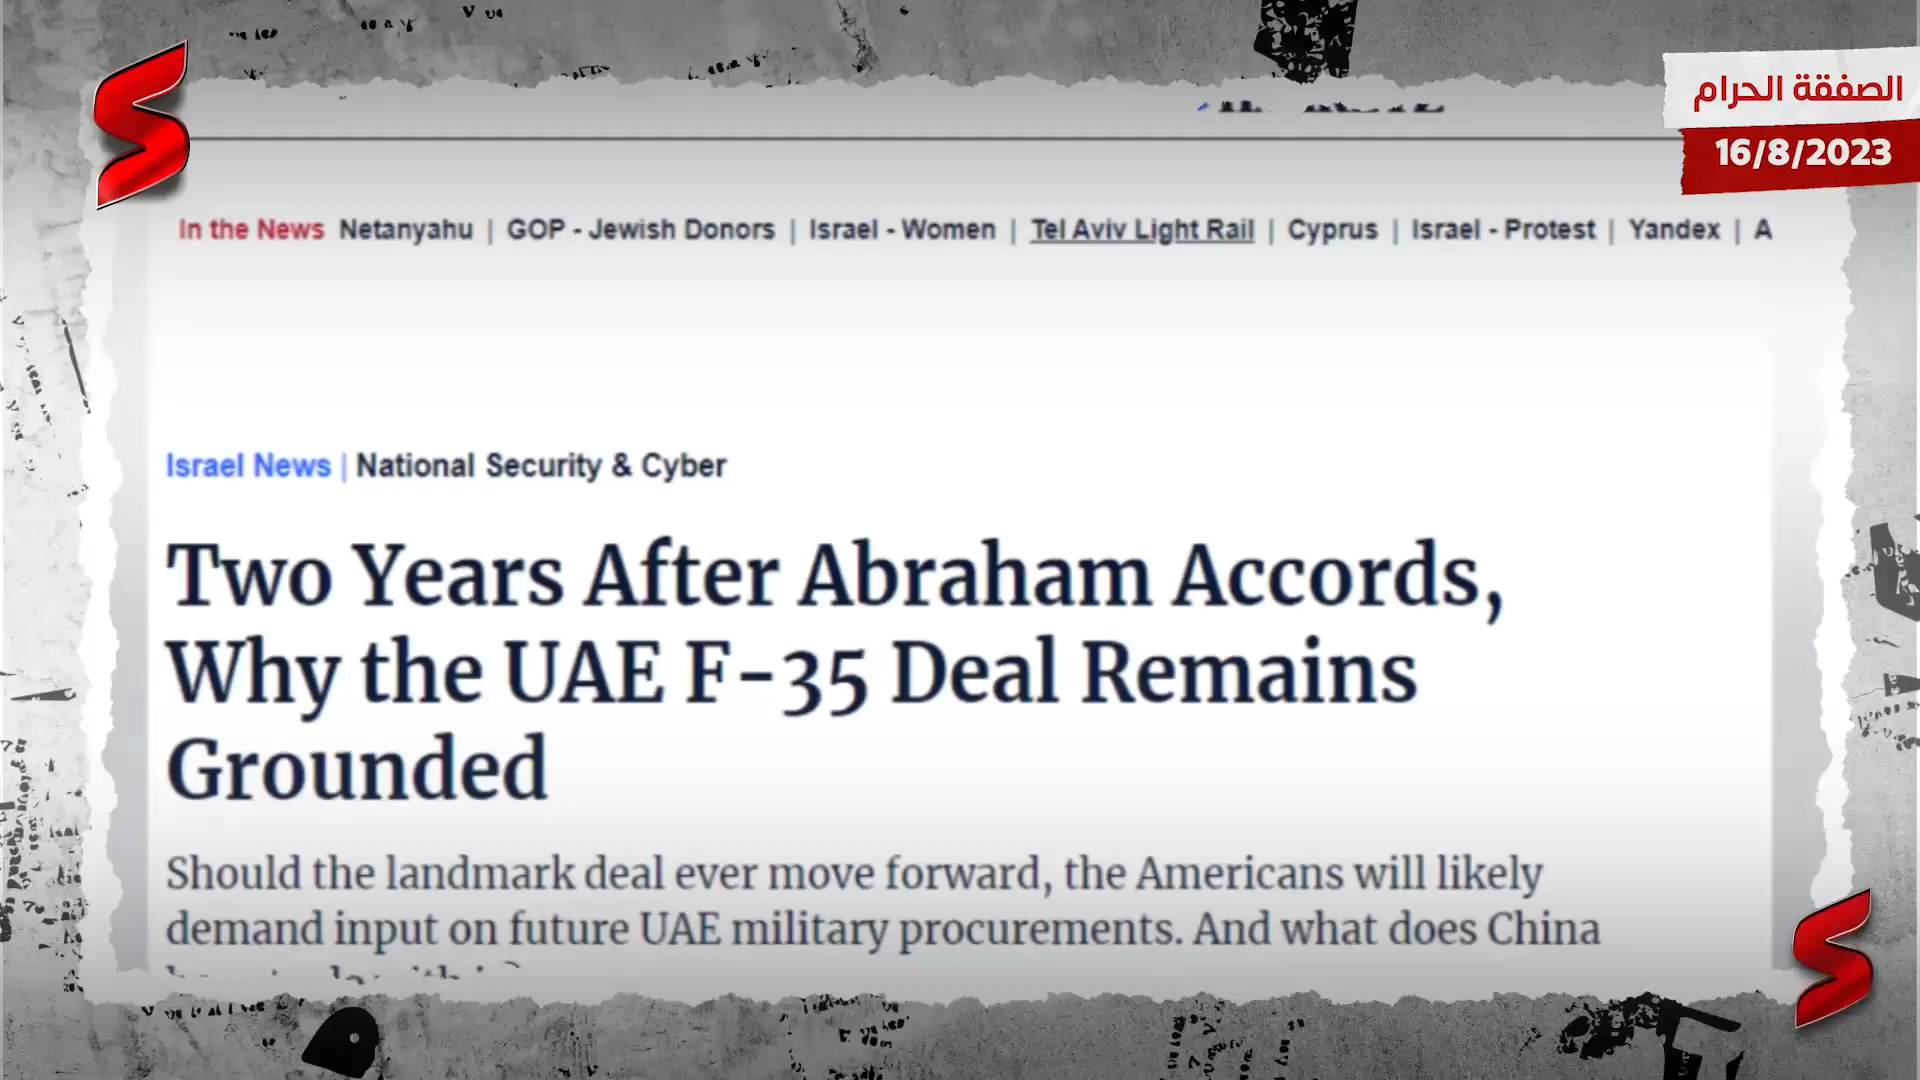 الصفقة الحرام
16/8/2023
In the News Netanyahu | GOP - Jewish Donors | Israel - Women | Tel Aviv Light Rail | Cyprus | Israel - Protest | Yandex | A
Israel News | National Security & Cyber
Two Years After Abraham Accords,
Why the UAE F-35 Deal Remains
Grounded
Should the landmark deal ever move forward, the Americans will likely
demand input on future UAE military procurements. And what does China